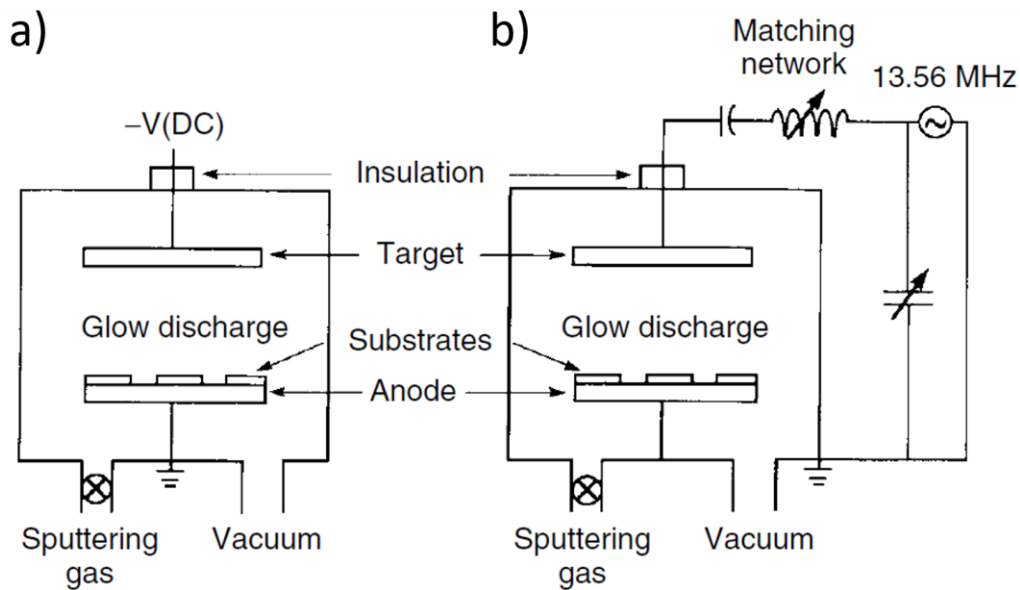 a)
b)
Matching
network
13.56 MHz
–V(DC)
Insulation
Target
Glow discharge
Glow discharge
Substrates
Anode
Sputtering
gas
Vacuum
Sputtering
gas
Vacuum